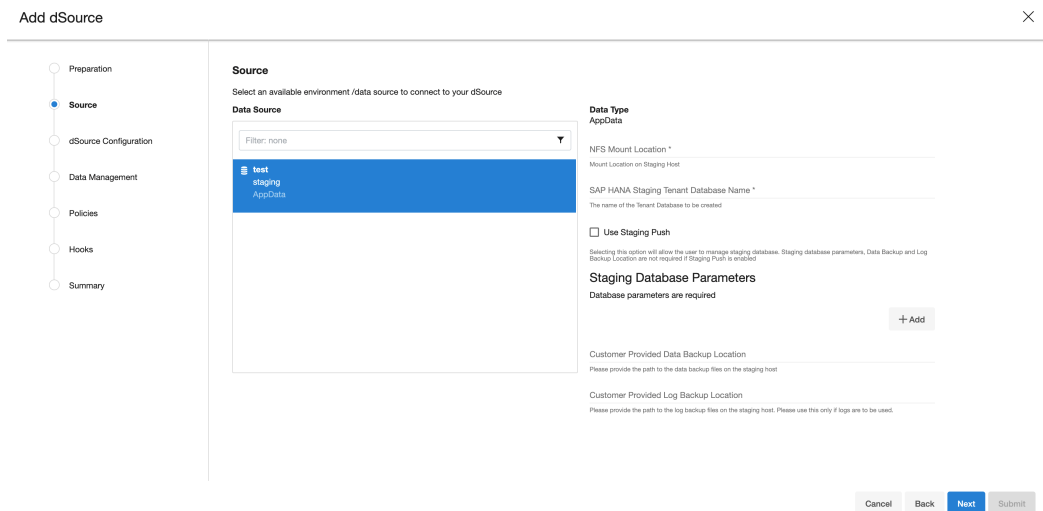 Add dSource
Preparation
Source
dSource Configuration
Data Management
Policies
Hooks
Summary
Source
Select an available environment /data source to connect to your dSource
Data Source
Filter: none
test
staging
AppData
Data Type
AppData
NFS Mount Location *
Mount Location on Staging Host
SAP HANA Staging Tenant Database Name *
The name of the Tenant Database to be created
Use Staging Push
Selecting this option will allow the user to manage staging database. Staging database parameters, Data Backup and Log
Backup Location are not required if Staging Push is enabled
Staging Database Parameters
Database parameters are required
+ Add
Customer Provided Data Backup Location
Please provide the path to the data backup files on the staging host
Customer Provided Log Backup Location
Please provide the path to the log backup files on the staging host. Please use this only if logs are to be used.
Cancel Back Next Submit